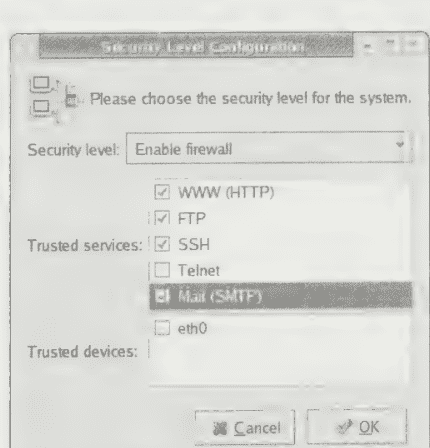 Security Level Configuration
Please choose the security level for the system.
Security level: Enable firewall
WWW (HTTP)
FTP
Trusted services: SSH
Telnet
Mail (SMTP)
eth0
Trusted devices:
Cancel OK